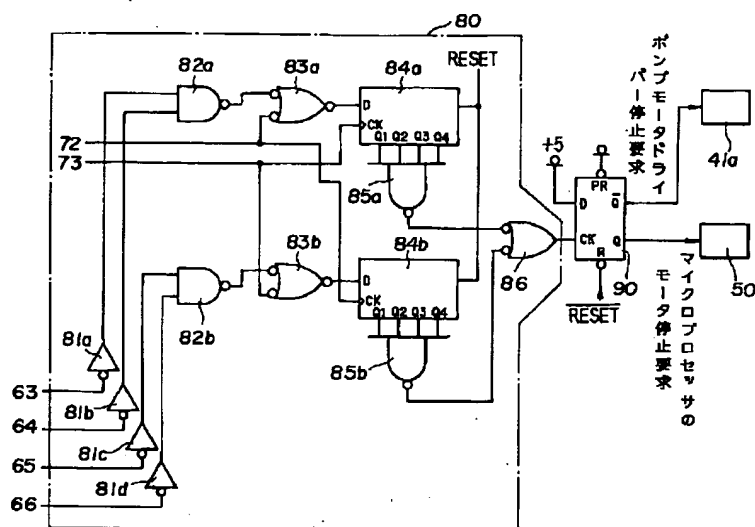 80
82a
83a
84a
RESET
D
CK
Q1 Q2 Q3 Q4
85a
72
73
ポンプモータドライ
バー停止要求
41a
+5
PR
D
Q̅
CK
Q
R
90
R̅E̅S̅E̅T̅
86
50
マイクロプロセッサの
モータ停止要求
82b
83b
84b
D
CK
Q1 Q2 Q3 Q4
85b
81a
63
81b
64
81c
65
81d
66